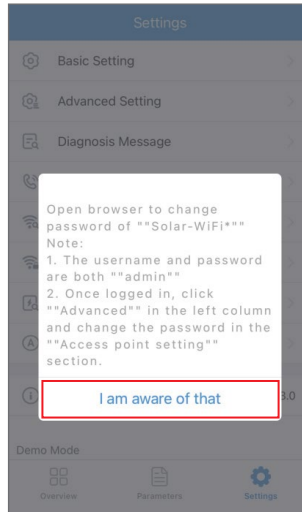 Settings
Basic Setting
Advanced Setting
Diagnosis Message
Open browser to change
password of ""Solar-WiFi*""
Note:
1. The username and password
are both ""admin""
2. Once logged in, click
""Advanced"" in the left column
and change the password in the
""Access point setting""
section.
I am aware of that
3.0
Demo Mode
Overview
Parameters
Settings